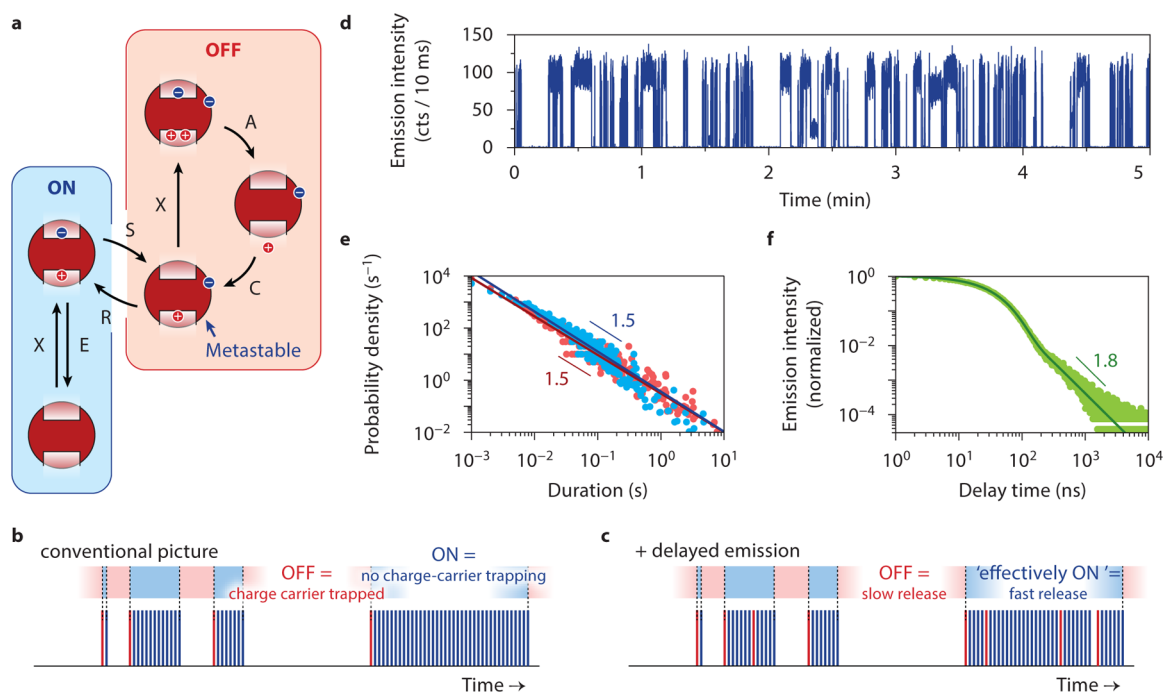 a
OFF
ON
A
X
S
C
R
X
E
Metastable
d
Emission intensity
(cts / 10 ms)
150
100
50
0
0
1
2
3
4
5
Time (min)
e
Probability density (s⁻¹)
10⁴
10²
10⁰
10⁻²
1.5
1.5
10⁻³
10⁻²
10⁻¹
10⁰
10¹
Duration (s)
f
Emission intensity
(normalized)
10⁰
10⁻²
10⁻⁴
1.8
10⁰
10¹
10²
10³
10⁴
Delay time (ns)
b
conventional picture
OFF =
charge carrier trapped
ON =
no charge-carrier trapping
Time →
c
+ delayed emission
OFF =
slow release
'effectively ON '=
fast release
Time →